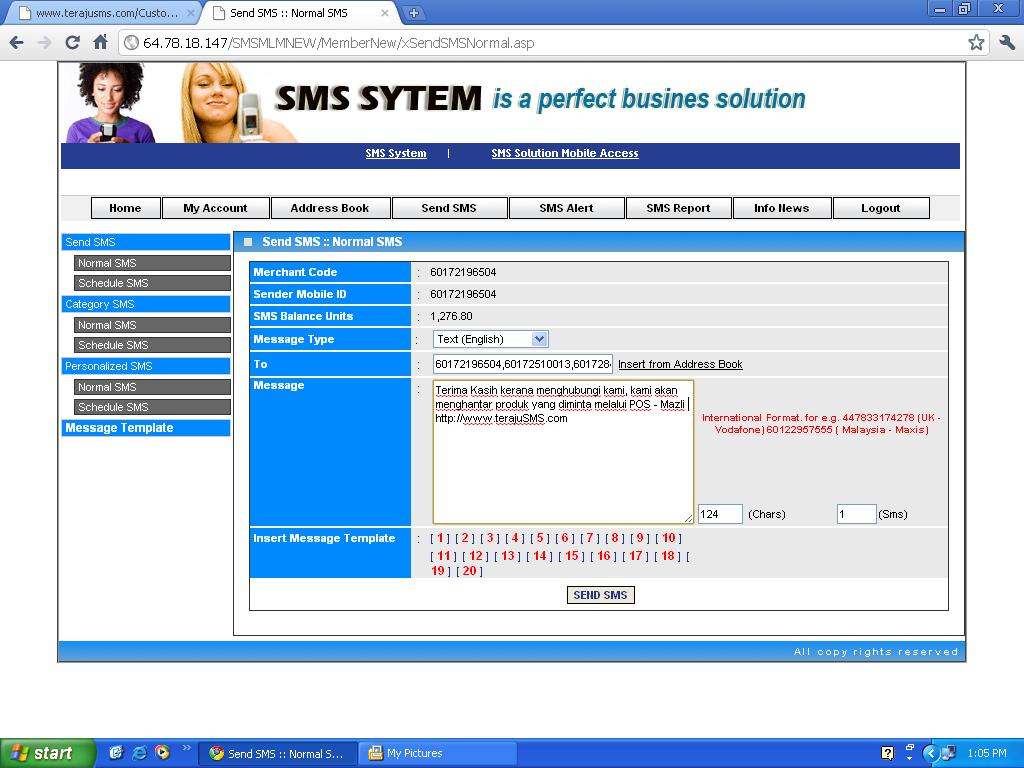 www.terajusms.com/Custo...
Send SMS :: Normal SMS
64.78.18.147/SMSMLMNEW/MemberNew/xSendSMSNormal.asp
SMS SYTEM is a perfect busines solution
SMS System | SMS Solution Mobile Access
Home My Account Address Book Send SMS SMS Alert SMS Report Info News Logout
Send SMS
Normal SMS
Schedule SMS
Category SMS
Normal SMS
Schedule SMS
Personalized SMS
Normal SMS
Schedule SMS
Message Template
Send SMS :: Normal SMS
Merchant Code : 60172196504
Sender Mobile ID : 60172196504
SMS Balance Units : 1,276.80
Message Type : Text (English)
To : 60172196504,60172510013,601728 Insert from Address Book
Message :
Terima Kasih kerana menghubungi kami, kami akan
menghantar produk yang diminta melalui POS - Mazli
http://www.terajuSMS.com
International Format. for e.g. 447833174278 (UK -
Vodafone) 60122957555 ( Malaysia - Maxis)
124 (Chars) 1 (Sms)
Insert Message Template : [ 1 ] [ 2 ] [ 3 ] [ 4 ] [ 5 ] [ 6 ] [ 7 ] [ 8 ] [ 9 ] [ 10 ]
[ 11 ] [ 12 ] [ 13 ] [ 14 ] [ 15 ] [ 16 ] [ 17 ] [ 18 ] [
19 ] [ 20 ]
SEND SMS
All copy rights reserved
start Send SMS :: Normal S... My Pictures 1:05 PM